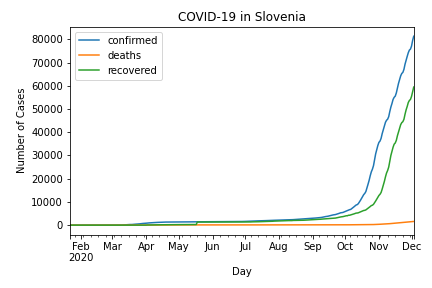 COVID-19 in Slovenia
confirmed
deaths
recovered
Number of Cases
80000
70000
60000
50000
40000
30000
20000
10000
0
Feb Mar Apr May Jun Jul Aug Sep Oct Nov Dec
2020
Day